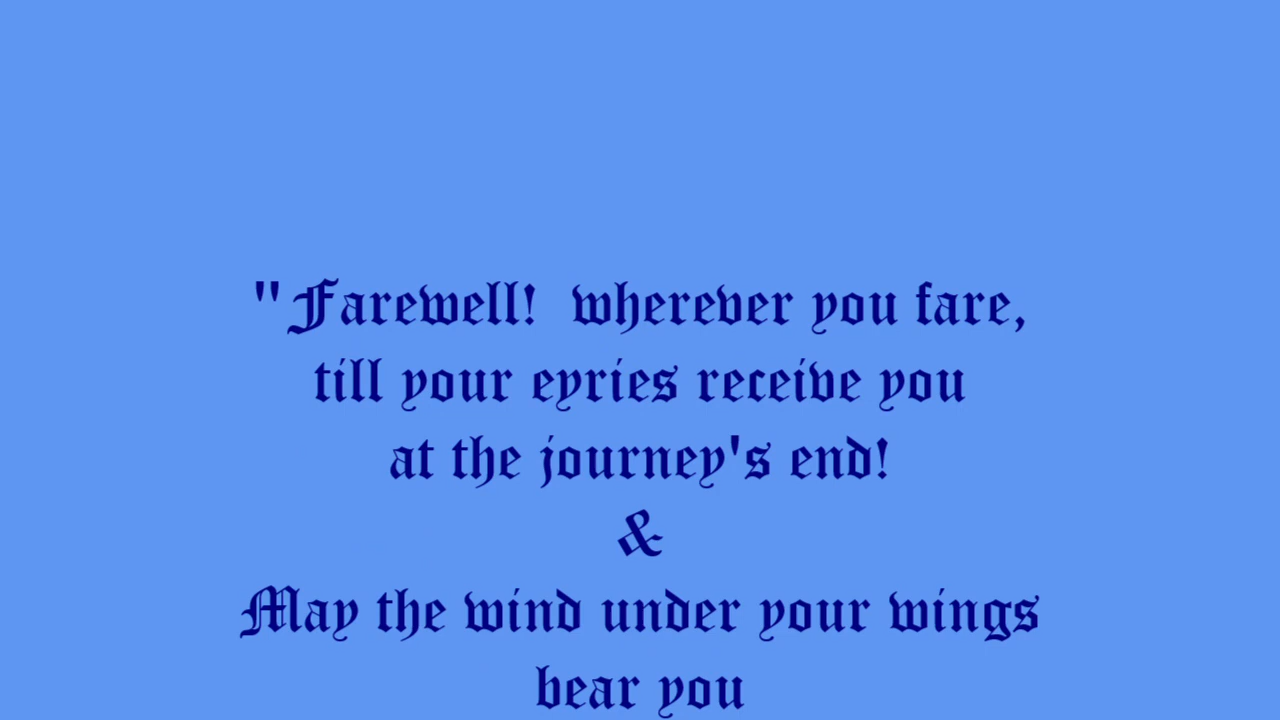 "Farewell!  wherever you fare,
till your eyries receive you
at the journey's end!
&
May the wind under your wings
bear you